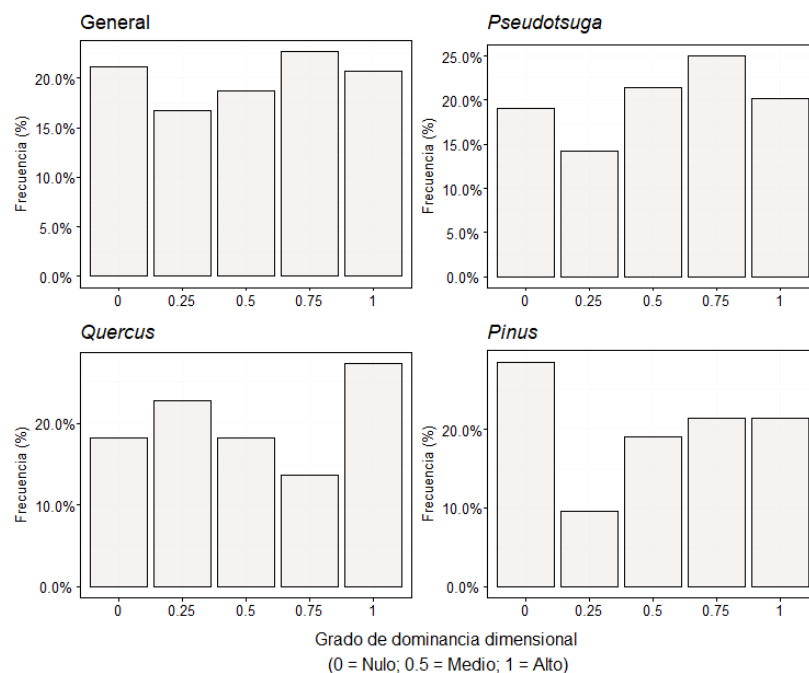 General
Frecuencia (%)
20.0%
15.0%
10.0%
5.0%
0.0%
0 0.25 0.5 0.75 1
Pseudotsuga
Frecuencia (%)
25.0%
20.0%
15.0%
10.0%
5.0%
0.0%
0 0.25 0.5 0.75 1
Quercus
Frecuencia (%)
20.0%
10.0%
0.0%
0 0.25 0.5 0.75 1
Pinus
Frecuencia (%)
20.0%
10.0%
0.0%
0 0.25 0.5 0.75 1
Grado de dominancia dimensional
(0 = Nulo; 0.5 = Medio; 1 = Alto)